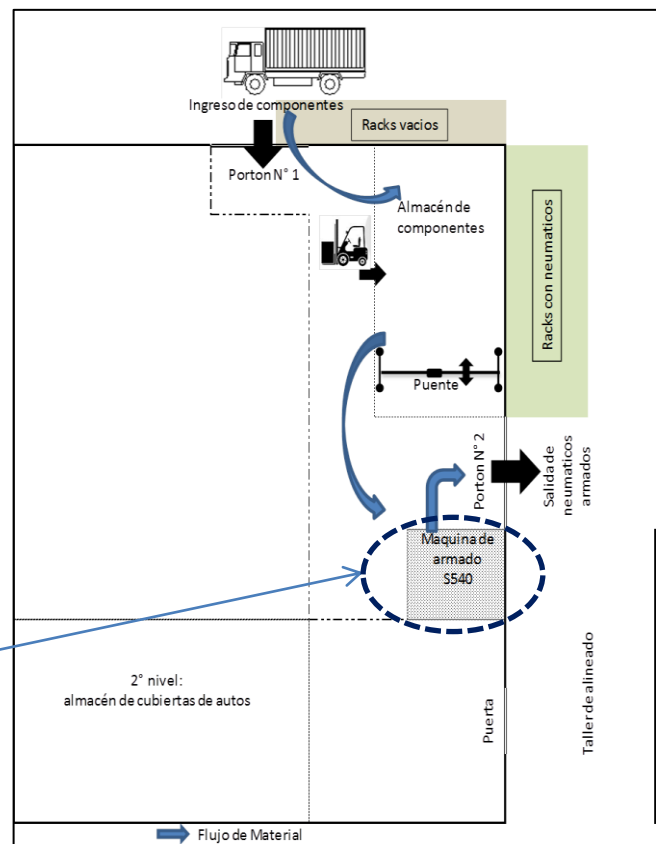 Ingreso de componentes
Racks vacios
Porton N° 1
Almacén de
componentes
Racks con neumaticos
Puente
Porton N° 2
Salida de
neumaticos
armados
Maquina de
armado
S540
2° nivel:
almacén de cubiertas de autos
Puerta
Taller de alineado
Flujo de Material